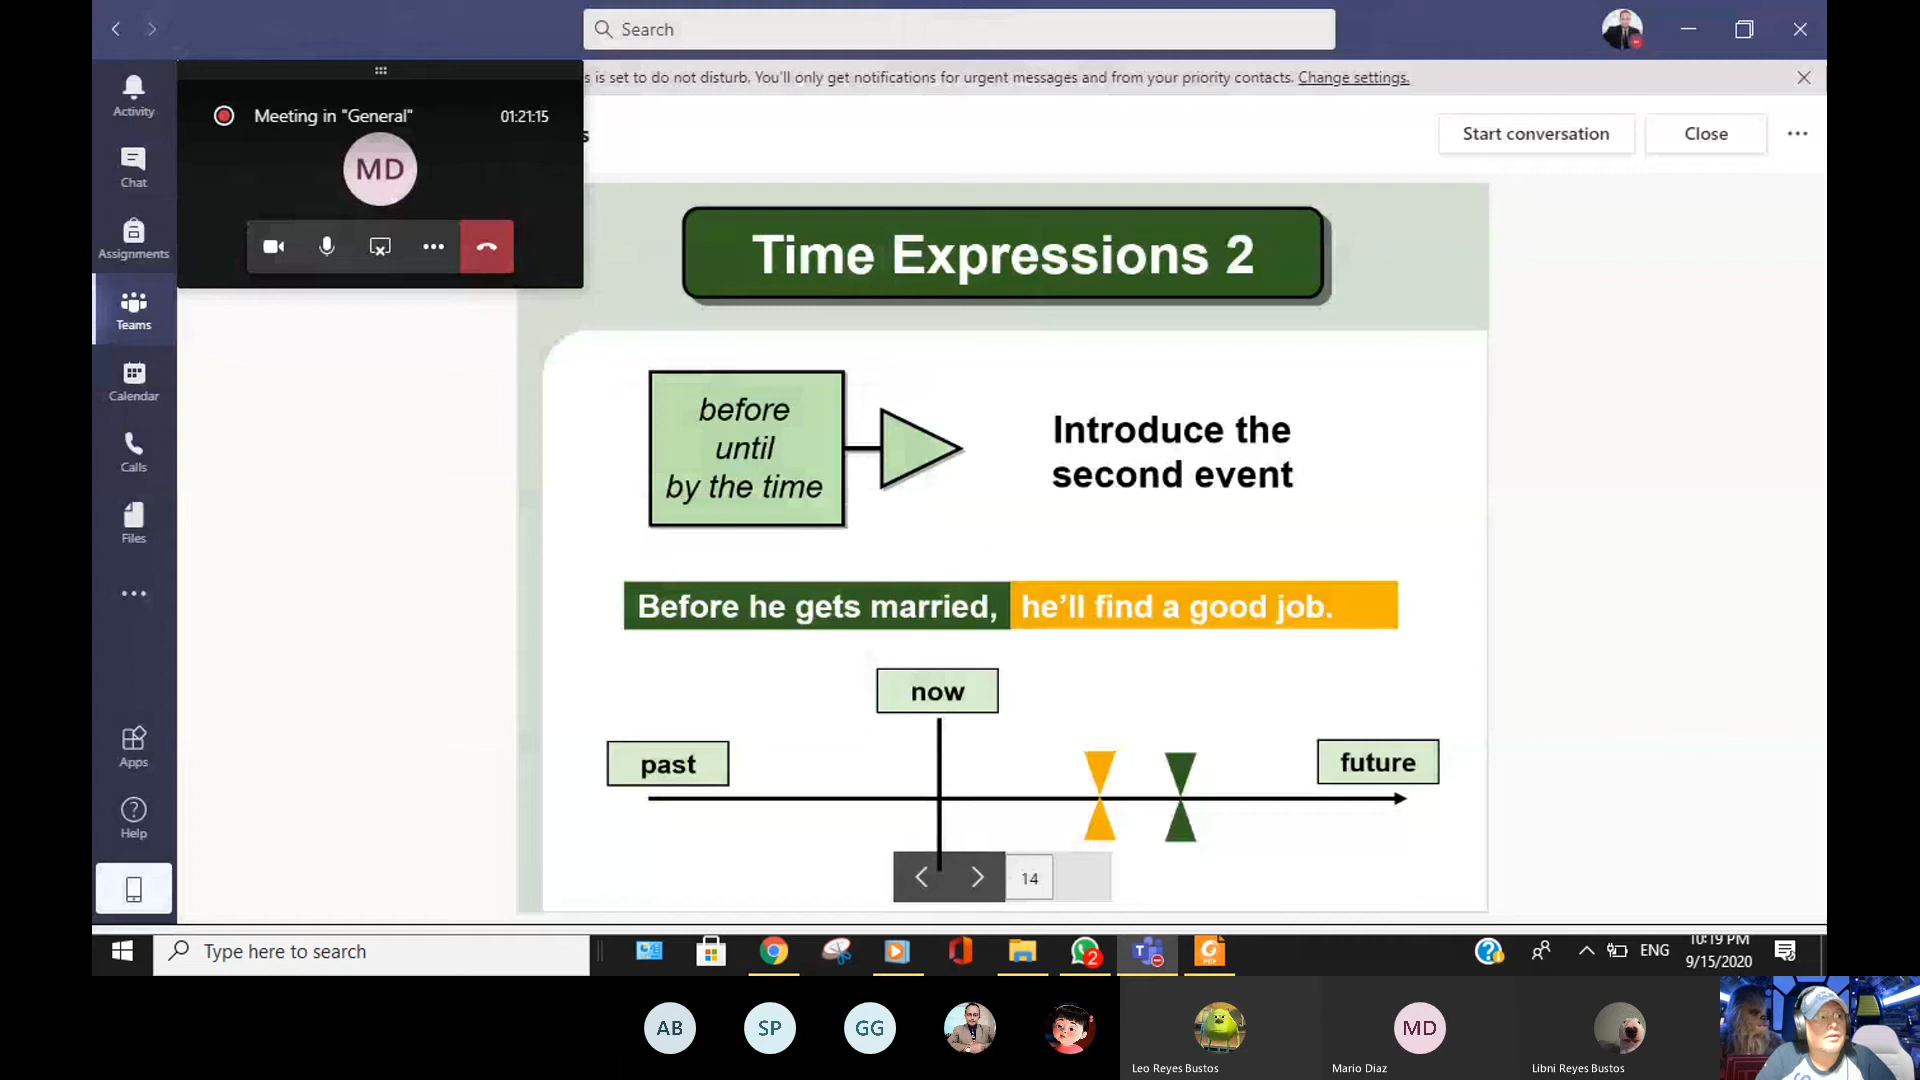 Search
s is set to do not disturb. You'll only get notifications for urgent messages and from your priority contacts. Change settings.
Activity
Chat
Assignments
Teams
Calendar
Calls
Files
Apps
Help
Meeting in "General"
01:21:15
MD
s
Start conversation
Close
Time Expressions 2
before
until
by the time
Introduce the
second event
Before he gets married, he'll find a good job.
now
past
future
14
Type here to search
2
ENG
10:19 PM
9/15/2020
AB
SP
GG
MD
Leo Reyes Bustos
Mario Diaz
Libni Reyes Bustos